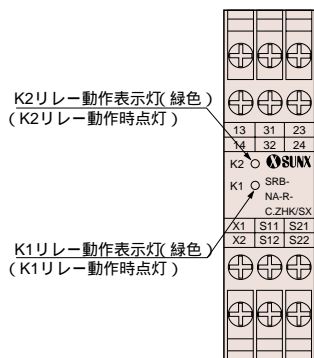 K2リレー動作表示灯(緑色)
(K2リレー動作時点灯)
13 31 23
14 32 24
K2 SUNX
K1 SRB-
NA-R-
C.ZHK/SX
X1 S11 S21
X2 S12 S22
K1リレー動作表示灯(緑色)
(K1リレー動作時点灯)